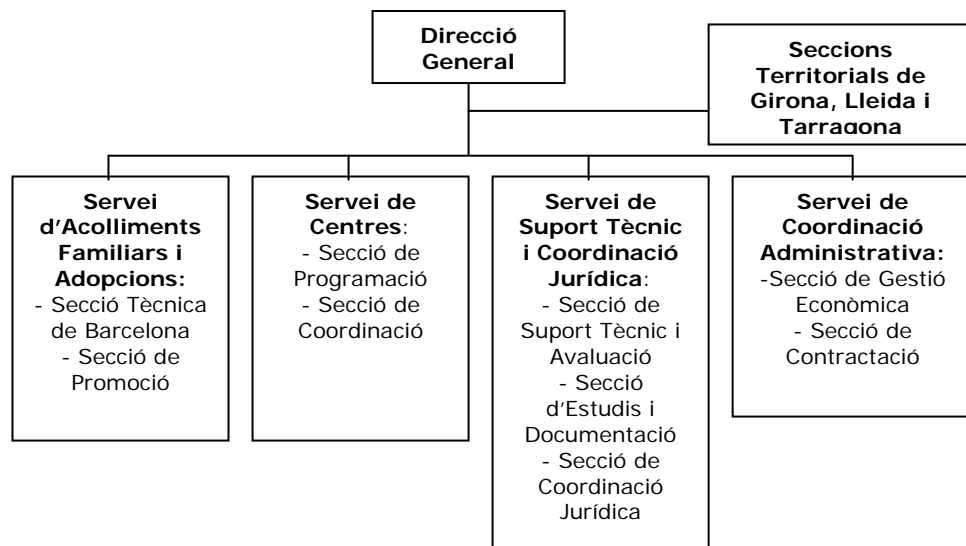 Direcció
General
Seccions
Territorials de
Girona, Lleida i
Tarragona
Servei
d'Acolliments
Familiars i
Adopcions:
- Secció Tècnica
de Barcelona
- Secció de
Promoció
Servei de
Centres:
- Secció de
Programació
- Secció de
Coordinació
Servei de
Suport Tècnic
i Coordinació
Jurídica:
- Secció de
Suport Tècnic i
Avaluació
- Secció
d'Estudis i
Documentació
- Secció de
Coordinació
Jurídica
Servei de
Coordinació
Administrativa:
-Secció de Gestió
Econòmica
- Secció de
Contractació